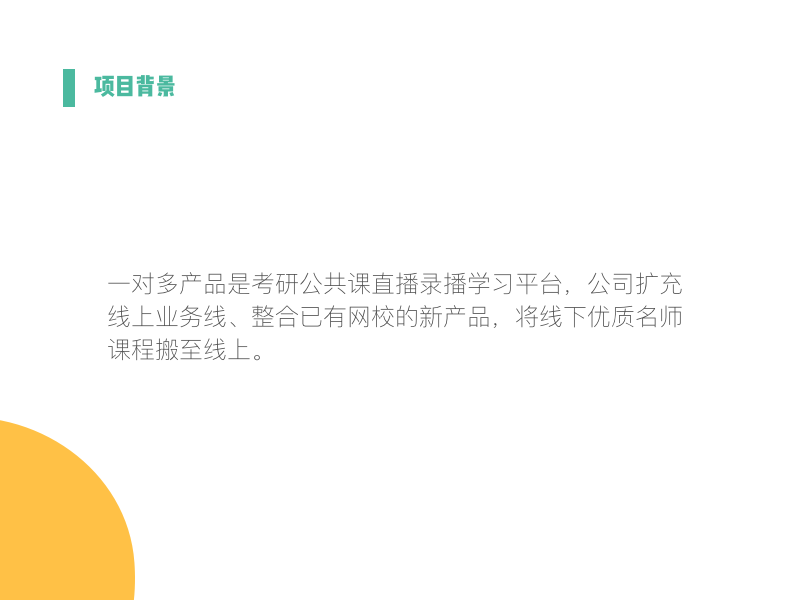 项目背景
一对多产品是考研公共课直播录播学习平台，公司扩充
线上业务线、整合已有网校的新产品，将线下优质名师
课程搬至线上。